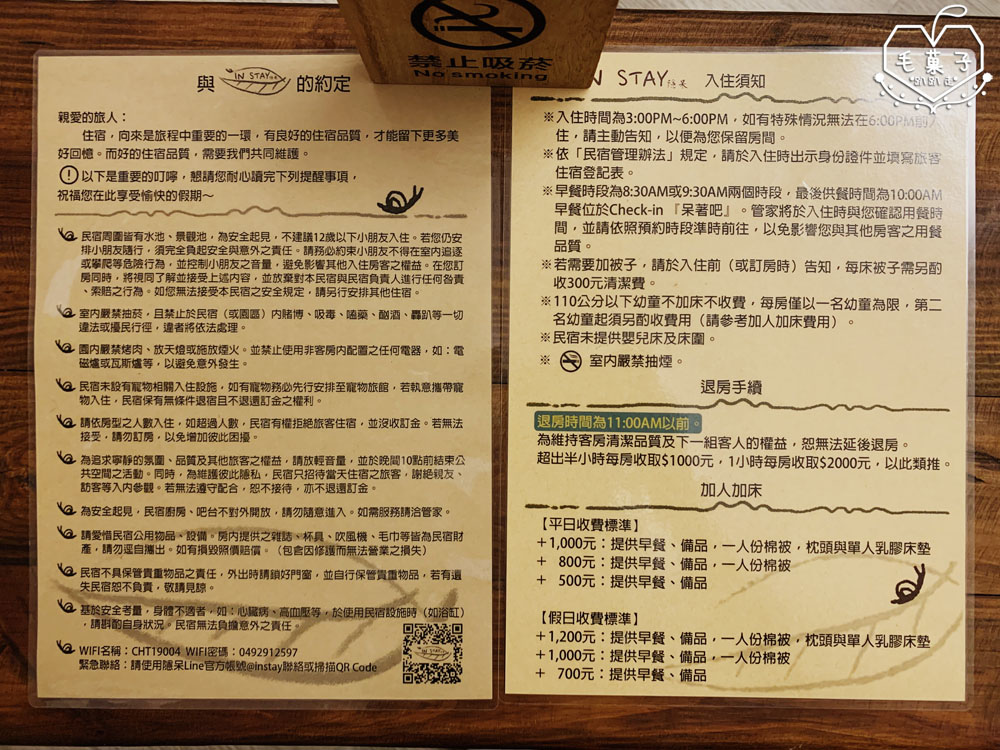 禁止吸菸
No smoking
毛菓子
與 IN STAY 的約定
親愛的旅人：
住宿，向來是旅程中重要的一環，有良好的住宿品質，才能留下更多美
好回憶。而好的住宿品質，需要我們共同維護。
以下是重要的叮嚀，懇請您耐心讀完下列提醒事項，
祝福您在此享受愉快的假期～
民宿周圍皆有水池、景觀池，為安全起見，不建議12歲以下小朋友入住。若您仍安
排小朋友隨行，須完全負起安全與意外之責任。請務必約束小朋友不得在室內追逐
或攀爬等危險行為，並控制小朋友之音量，避免影響其他入住房客之權益。在您訂
房同時，將視同了解並接受上述內容，並放棄對本民宿與民宿負責人進行任何咎責
、索賠之行為。如您無法接受本民宿之安全規定，請另行安排其他住宿。
室內嚴禁抽菸，且禁止於民宿（或園區）內賭博、吸毒、嗑藥、酗酒、轟趴等一切
違法或擾民行徑，違者將依法處理。
園內嚴禁烤肉、放天燈或施放煙火。並禁止使用非客房內配置之任何電器，如：電
磁爐或瓦斯爐等，以避免意外發生。
民宿未設有寵物相關入住設施，如有寵物務必先行安排至寵物旅館，若執意攜帶寵
物入住，民宿保有無條件退宿且不退還訂金之權利。
請依房型之人數入住，如超過人數，民宿有權拒絕旅客住宿，並沒收訂金。若無法
接受，請勿訂房，以免增加彼此困擾。
為追求寧靜的氛圍、品質及其他旅客之權益，請放輕音量，並於晚間10點前結束公
共空間之活動。同時，為維護彼此隱私，民宿只招待當天住宿之旅客，謝絕親友、
訪客等入內參觀。若無法遵守配合，恕不接待，亦不退還訂金。
為安全起見，民宿廚房、吧台不對外開放，請勿隨意進入。如需服務請洽管家。
請愛惜民宿公用物品、設備。房內提供之雜誌、杯具、吹風機、毛巾等皆為民宿財
產，請勿逕自攜出。如有損毀照價賠償。（包倉因修護而無法營業之損失）
民宿不具保管貴重物品之責任，外出時請鎖好門窗，並自行保管貴重物品，若有遺
失民宿恕不負責，敬請見諒。
基於安全考量，身體不適者，如：心臟病、高血壓等，於使用民宿設施時（如浴缸）
，請斟酌自身狀況。民宿無法負擔意外之責任。
WIFI名稱：CHT19004 WIFI密碼：0492912597
緊急聯絡：請使用隱呆Line官方帳號@instay聯絡或掃描QR Code
IN STAY隱呆 入住須知
※入住時間為3:00PM~6:00PM，如有特殊情況無法在6:00PM前入
住，請主動告知，以便為您保留房間。
※依「民宿管理辦法」規定，請於入住時出示身份證件並填寫旅客
住宿登記表。
※早餐時段為8:30AM或9:30AM兩個時段，最後供餐時間為10:00AM
早餐位於Check-in 『呆著吧』。管家將於入住時與您確認用餐時
間，並請依照預約時段準時前往，以免影響您與其他房客之用餐
品質。
※若需要加被子，請於入住前（或訂房時）告知，每床被子需另酌
收300元清潔費。
※110公分以下幼童不加床不收費，每房僅以一名幼童為限，第二
名幼童起須另酌收費用（請參考加人加床費用）。
※民宿未提供嬰兒床及床圍。
※ 室內嚴禁抽煙。
退房手續
退房時間為11:00AM以前。
為維持客房清潔品質及下一組客人的權益，恕無法延後退房。
超出半小時每房收取$1000元，1小時每房收取$2000元，以此類推。
加人加床
【平日收費標準】
+1,000元：提供早餐、備品，一人份棉被，枕頭與單人乳膠床墊
+ 800元：提供早餐、備品，一人份棉被
+ 500元：提供早餐、備品
【假日收費標準】
+1,200元：提供早餐、備品，一人份棉被，枕頭與單人乳膠床墊
+1,000元：提供早餐、備品，一人份棉被
+ 700元：提供早餐、備品